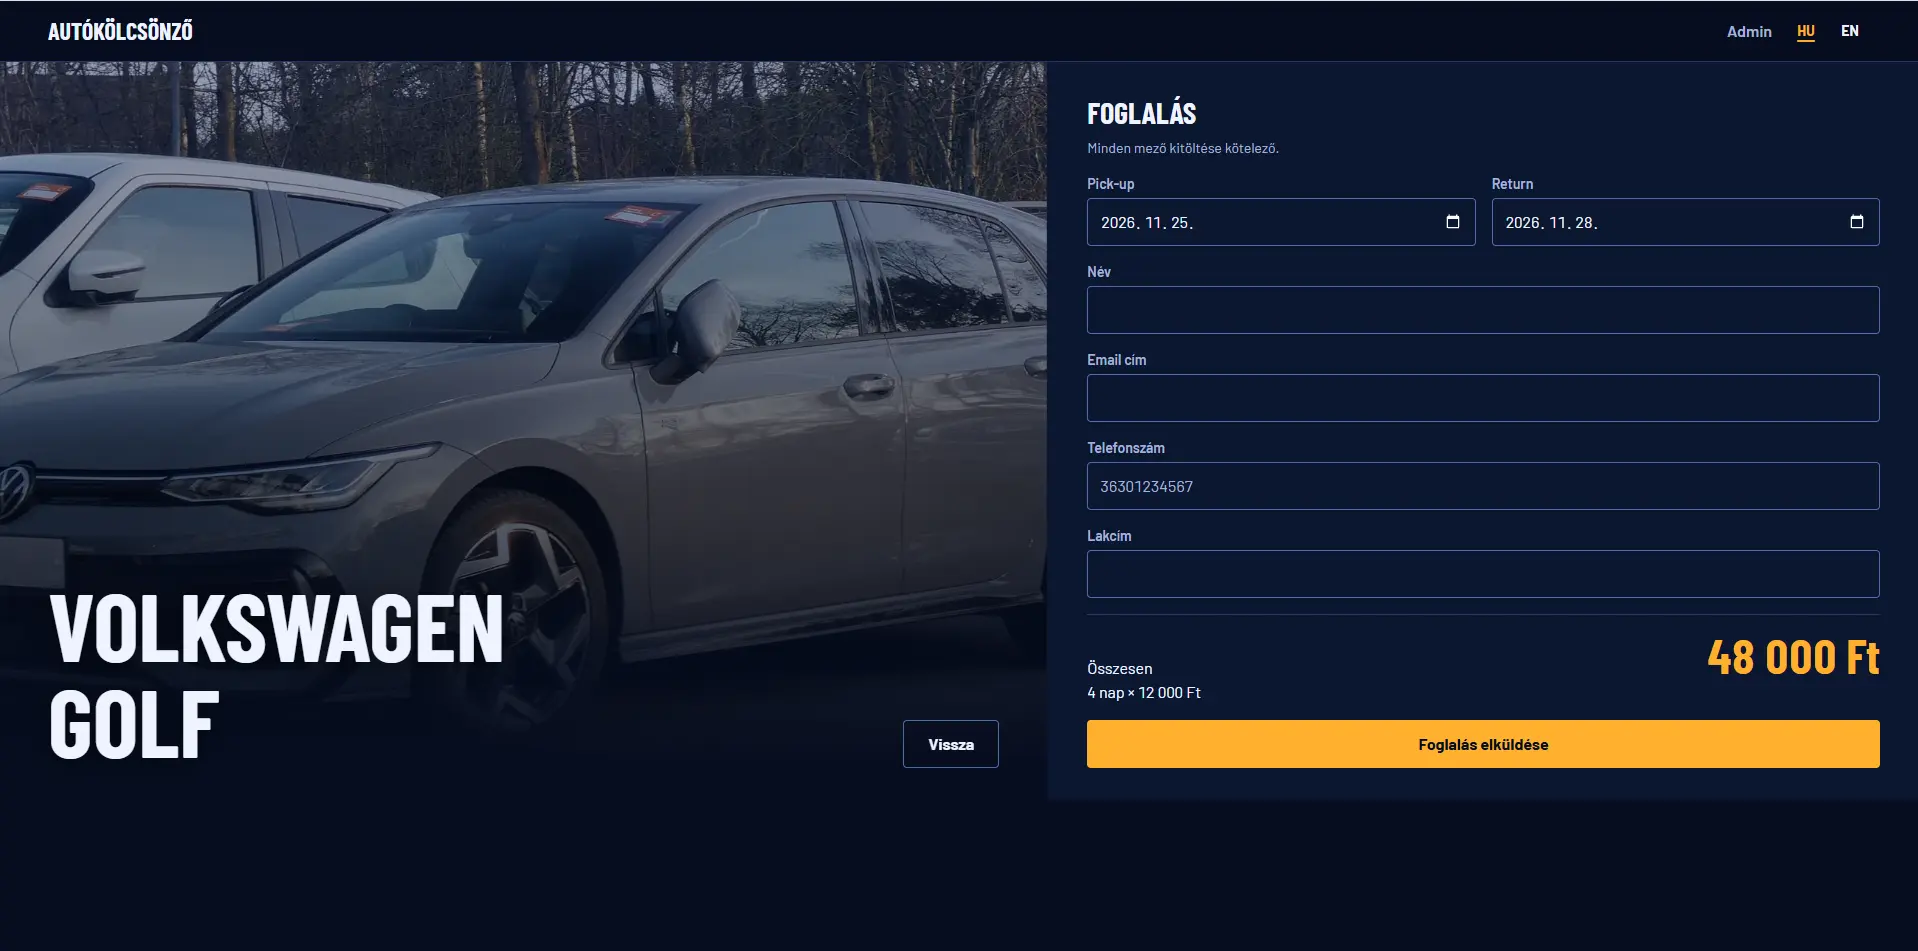 AUTÓKÖLCSÖNZŐ
Admin HU EN
FOGLALÁS
Minden mező kitöltése kötelező.
Pick-up Return
2026. 11. 25. 2026. 11. 28.
Név
Email cím
Telefonszám
36301234567
Lakcím
Összesen
4 nap × 12 000 Ft
48 000 Ft
Foglalás elküldése
VOLKSWAGEN
GOLF
Vissza